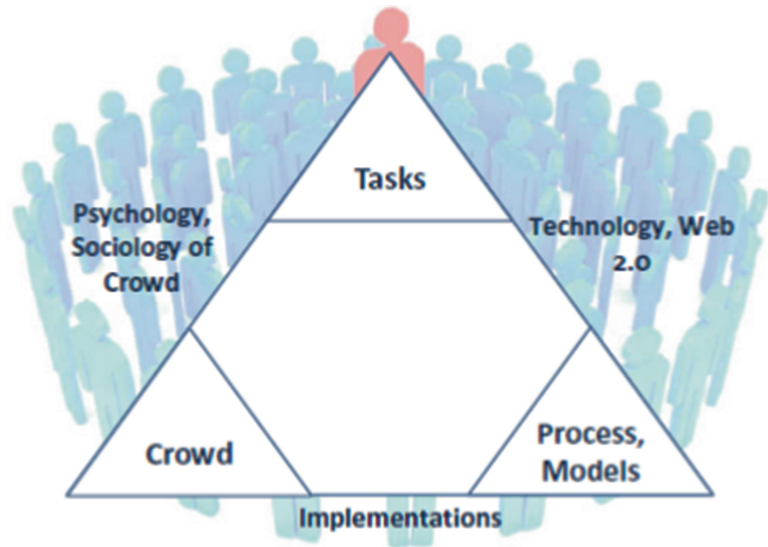 Tasks
Psychology,
Sociology of
Crowd
Technology, Web
2.0
Crowd
Process,
Models
Implementations